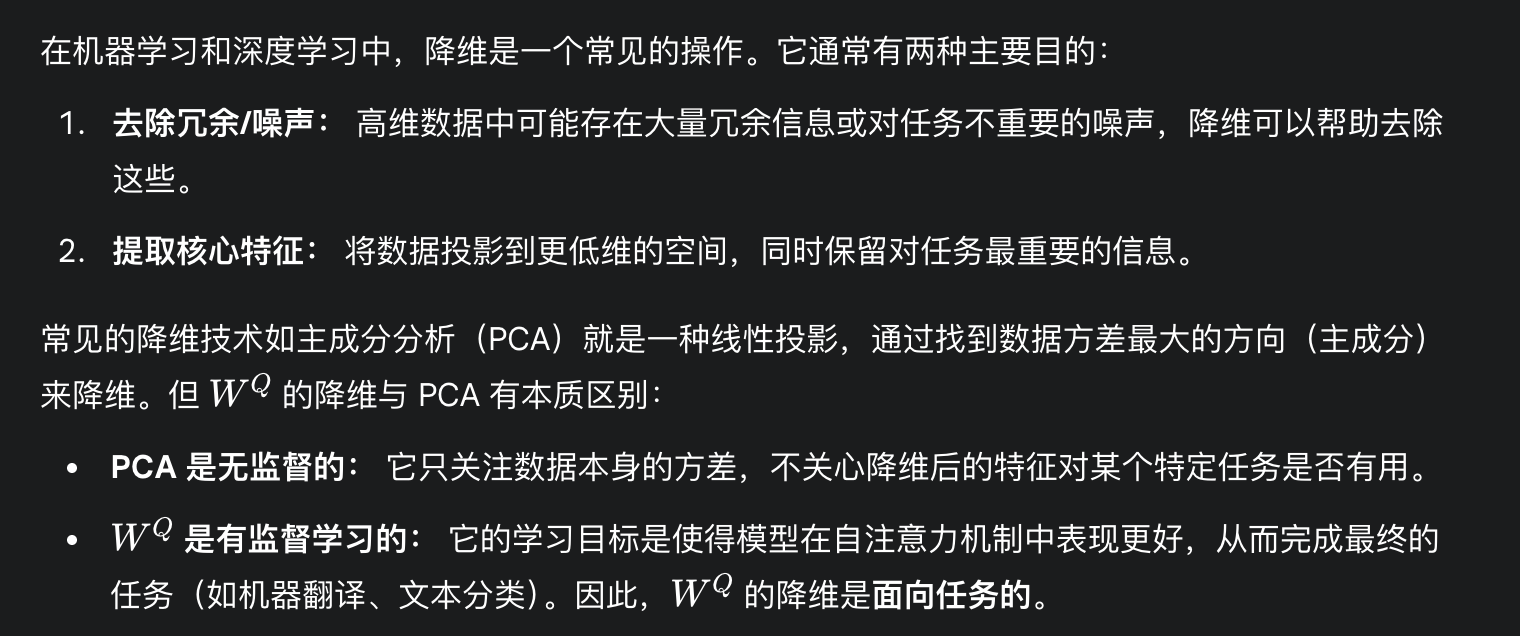 在机器学习和深度学习中，降维是一个常见的操作。它通常有两种主要目的：
1. 去除冗余/噪声： 高维数据中可能存在大量冗余信息或对任务不重要的噪声，降维可以帮助去除
这些。
2. 提取核心特征： 将数据投影到更低维的空间，同时保留对任务最重要的信息。
常见的降维技术如主成分分析（PCA）就是一种线性投影，通过找到数据方差最大的方向（主成分）
来降维。但 W^Q 的降维与 PCA 有本质区别：
• PCA 是无监督的： 它只关注数据本身的方差，不关心降维后的特征对某个特定任务是否有用。
• W^Q 是有监督学习的： 它的学习目标是使得模型在自注意力机制中表现更好，从而完成最终的
任务（如机器翻译、文本分类）。因此，W^Q 的降维是面向任务的。